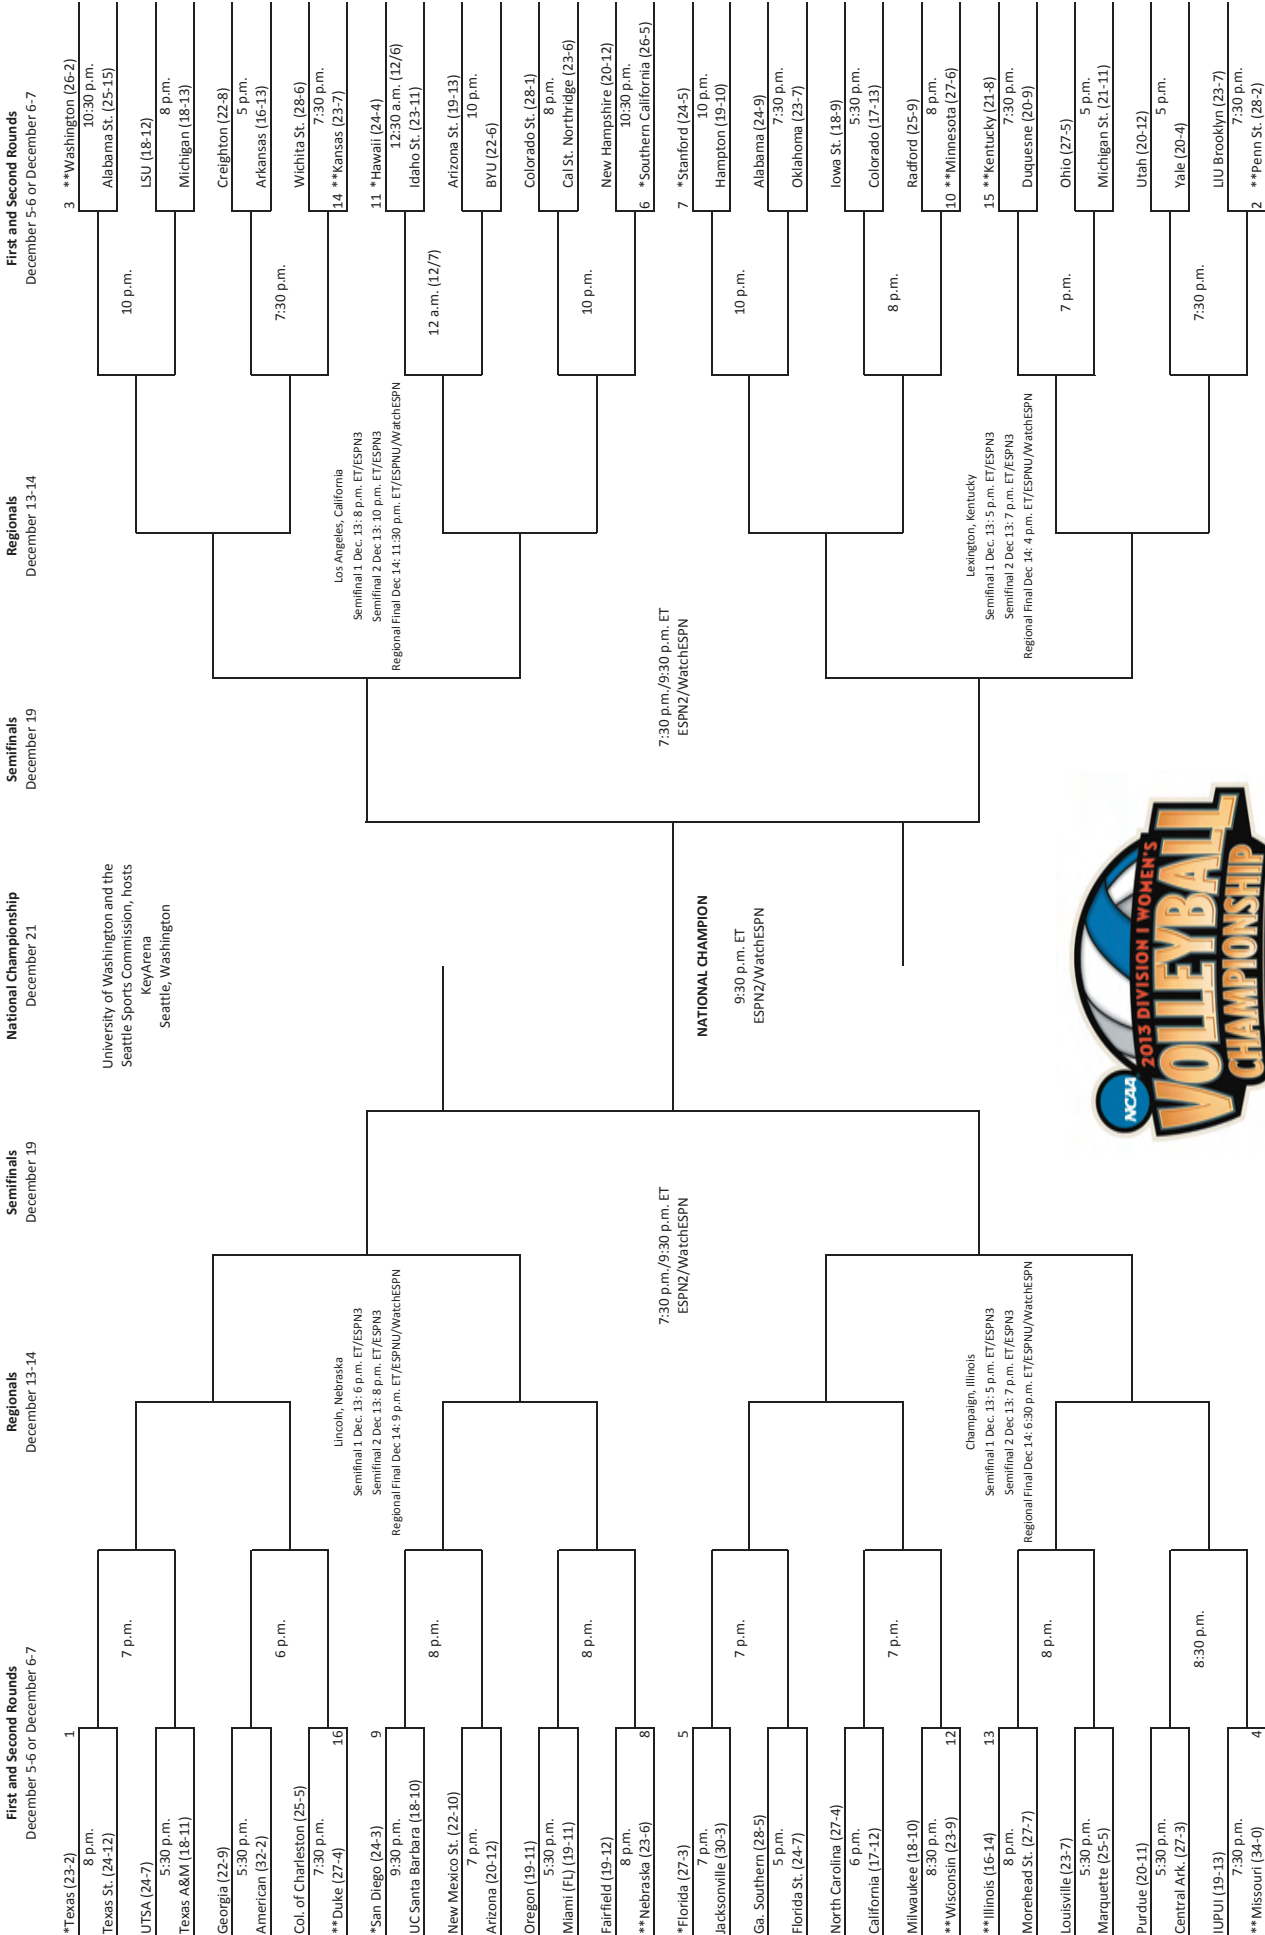 First and Second Rounds
December 5-6 or December 6-7
Regionals
December 13-14
Semifinals
December 19
National Championship
December 21
Semifinals
December 19
Regionals
December 13-14
First and Second Rounds
December 5-6 or December 6-7
*Texas (23-2)
1
8 p.m.
Texas St. (24-12)
7 p.m.
UTSA (24-7)
5:30 p.m.
Texas A&M (18-11)
Georgia (22-9)
5:30 p.m.
American (32-2)
6 p.m.
Col. of Charleston (25-5)
7:30 p.m.
**Duke (27-4)
16
Lincoln, Nebraska
Semifinal 1 Dec. 13: 6 p.m. ET/ESPN3
Semifinal 2 Dec 13: 8 p.m. ET/ESPN3
Regional Final Dec 14: 9 p.m. ET/ESPNU/WatchESPN
*San Diego (24-3)
9
9:30 p.m.
UC Santa Barbara (18-10)
8 p.m.
New Mexico St. (22-10)
7 p.m.
Arizona (20-12)
Oregon (19-11)
5:30 p.m.
Miami (FL) (19-11)
8 p.m.
Fairfield (19-12)
8 p.m.
**Nebraska (23-6)
8
7:30 p.m./9:30 p.m. ET
ESPN2/WatchESPN
*Florida (27-3)
5
7 p.m.
Jacksonville (30-3)
7 p.m.
Ga. Southern (28-5)
5 p.m.
Florida St. (24-7)
North Carolina (27-4)
6 p.m.
California (17-12)
7 p.m.
Milwaukee (18-10)
8:30 p.m.
**Wisconsin (23-9)
12
Champaign, Illinois
Semifinal 1 Dec. 13: 5 p.m. ET/ESPN3
Semifinal 2 Dec 13: 7 p.m. ET/ESPN3
Regional Final Dec 14: 6:30 p.m. ET/ESPNU/WatchESPN
**Illinois (16-14)
13
8 p.m.
Morehead St. (27-7)
8 p.m.
Louisville (23-7)
5:30 p.m.
Marquette (25-5)
Purdue (20-11)
5:30 p.m.
Central Ark. (27-3)
8:30 p.m.
IUPUI (19-13)
7:30 p.m.
**Missouri (34-0)
4
University of Washington and the
Seattle Sports Commission, hosts
KeyArena
Seattle, Washington
NATIONAL CHAMPION
9:30 p.m. ET
ESPN2/WatchESPN
NCAA
2013 DIVISION I WOMEN'S
VOLLEYBALL
CHAMPIONSHIP
3 **Washington (26-2)
10:30 p.m.
Alabama St. (25-15)
10 p.m.
LSU (18-12)
8 p.m.
Michigan (18-13)
Creighton (22-8)
5 p.m.
Arkansas (16-13)
7:30 p.m.
Wichita St. (28-6)
7:30 p.m.
14 **Kansas (23-7)
Los Angeles, California
Semifinal 1 Dec. 13: 8 p.m. ET/ESPN3
Semifinal 2 Dec 13: 10 p.m. ET/ESPN3
Regional Final Dec 14: 11:30 p.m. ET/ESPNU/WatchESPN
11 *Hawaii (24-4)
12:30 a.m. (12/6)
Idaho St. (23-11)
12 a.m. (12/7)
Arizona St. (19-13)
10 p.m.
BYU (22-6)
Colorado St. (28-1)
8 p.m.
Cal St. Northridge (23-6)
10 p.m.
New Hampshire (20-12)
10:30 p.m.
6 *Southern California (26-5)
7:30 p.m./9:30 p.m. ET
ESPN2/WatchESPN
7 *Stanford (24-5)
10 p.m.
Hampton (19-10)
10 p.m.
Alabama (24-9)
7:30 p.m.
Oklahoma (23-7)
Iowa St. (18-9)
5:30 p.m.
Colorado (17-13)
8 p.m.
Radford (25-9)
8 p.m.
10 **Minnesota (27-6)
Lexington, Kentucky
Semifinal 1 Dec. 13: 5 p.m. ET/ESPN3
Semifinal 2 Dec 13: 7 p.m. ET/ESPN3
Regional Final Dec 14: 4 p.m. ET/ESPNU/WatchESPN
15 **Kentucky (21-8)
7:30 p.m.
Duquesne (20-9)
7 p.m.
Ohio (27-5)
5 p.m.
Michigan St. (21-11)
Utah (20-12)
5 p.m.
Yale (20-4)
7:30 p.m.
LIU Brooklyn (23-7)
7:30 p.m.
2 **Penn St. (28-2)